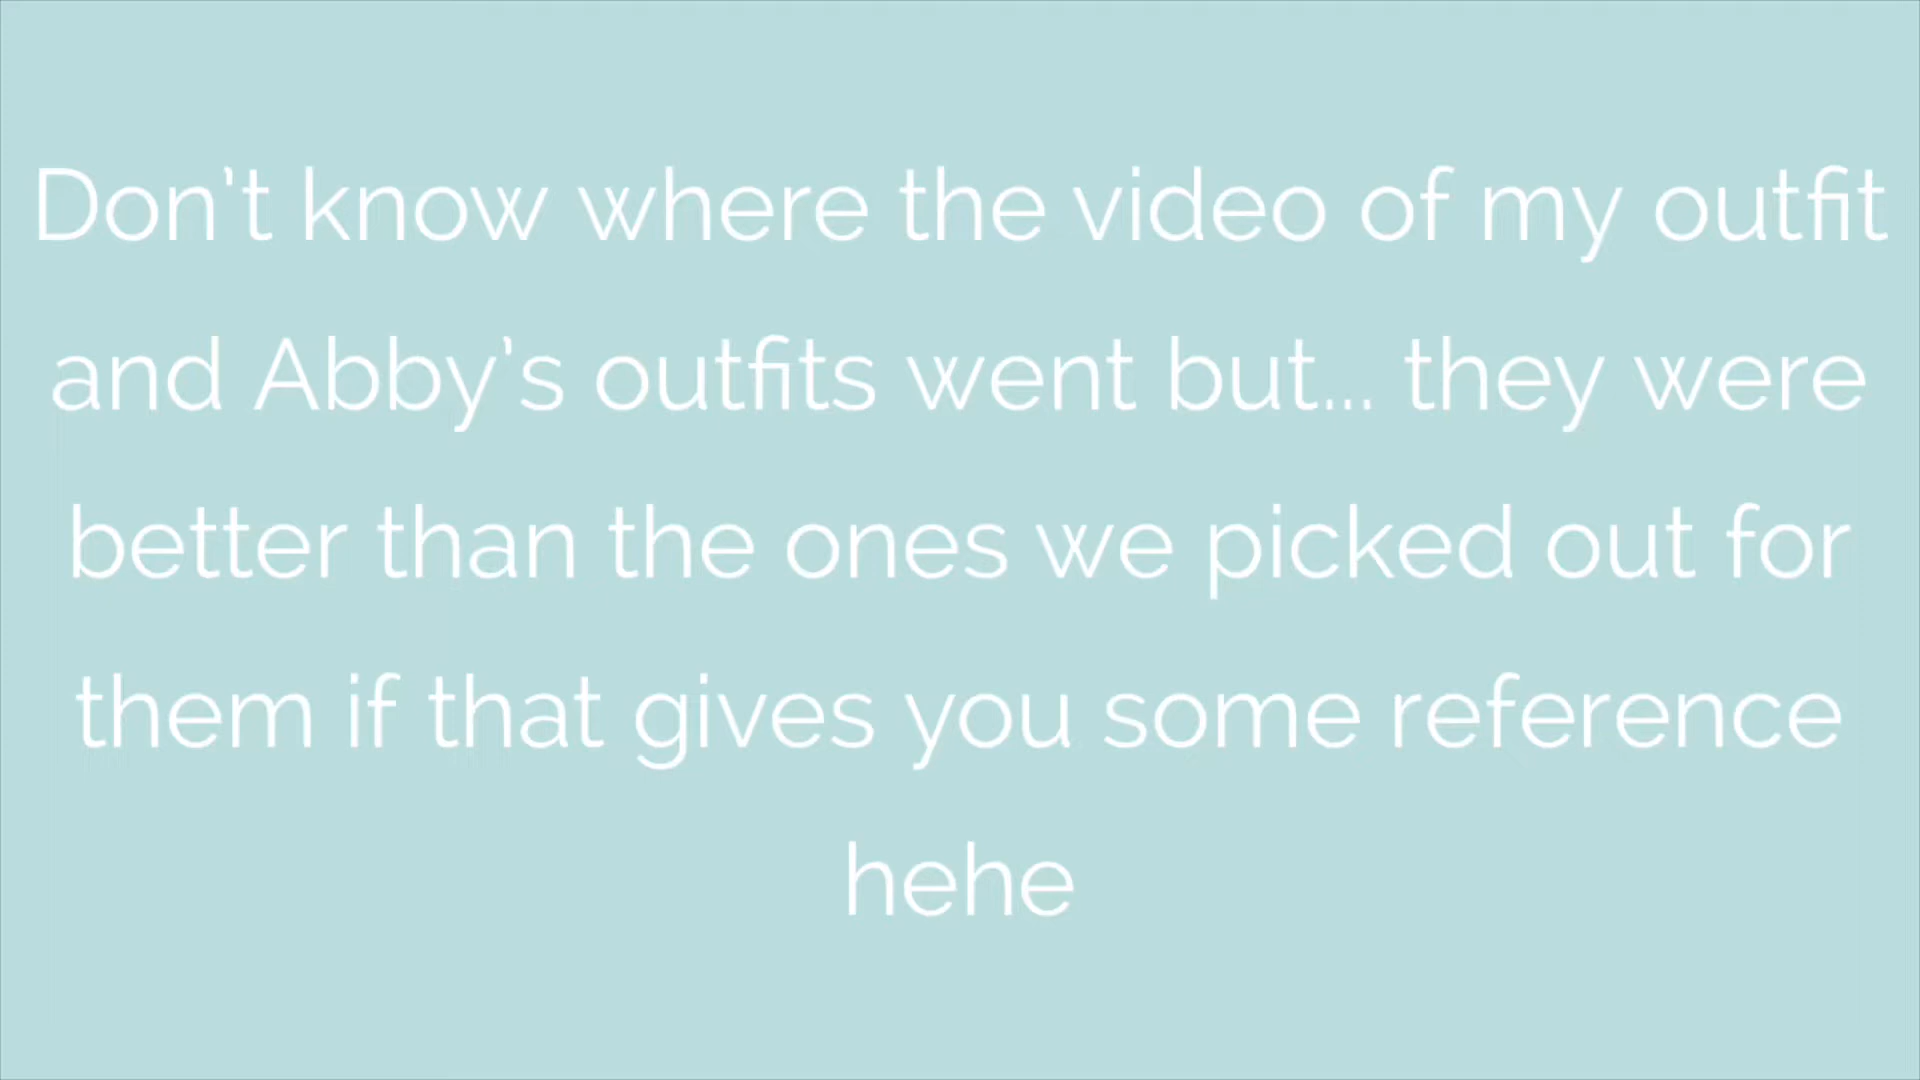 Don't know where the video of my outfit
and Abby's outfits went but... they were
better than the ones we picked out for
them if that gives you some reference
hehe